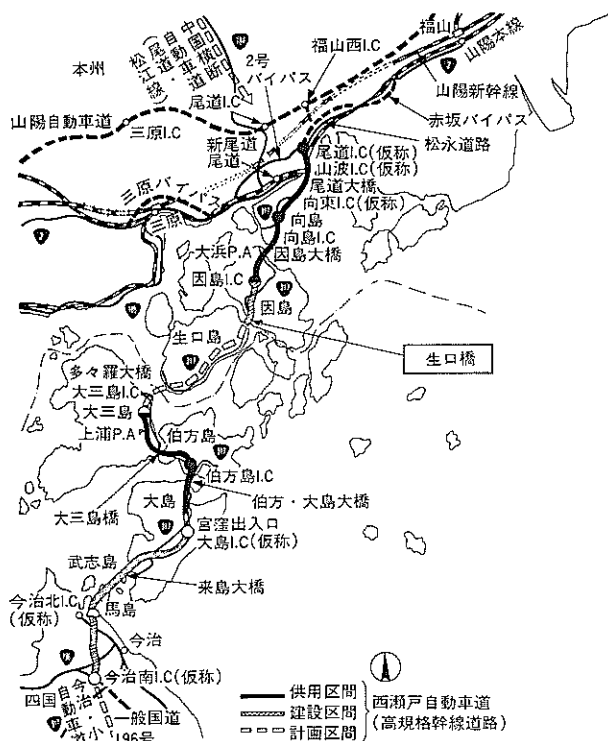 中国横断自動車道
(尾道・松江線)
本州
福山西I.C
福山
山陽本線
2号
バイパス
尾道I.C
山陽新幹線
赤坂バイパス
山陽自動車道
三原I.C
松永道路
新尾道
尾道
尾道I.C(仮称)
山波I.C(仮称)
尾道大橋
三原バイパス
三原
向東I.C(仮称)
向島
向島I.C
大浜P.A
因島大橋
因島I.C
因島
生口島
生口橋
多々羅大橋
大三島I.C
大三島
上浦P.A
伯方島
伯方島I.C
大島
伯方・大島大橋
大三島橋
宮窪出入口
大島I.C(仮称)
武志島
来島大橋
今治北I.C
(仮称)
馬島
今治
今治南I.C(仮称)
四国
一般国道
196号
供用区間
建設区間
計画区間
西瀬戸自動車道
(高規格幹線道路)